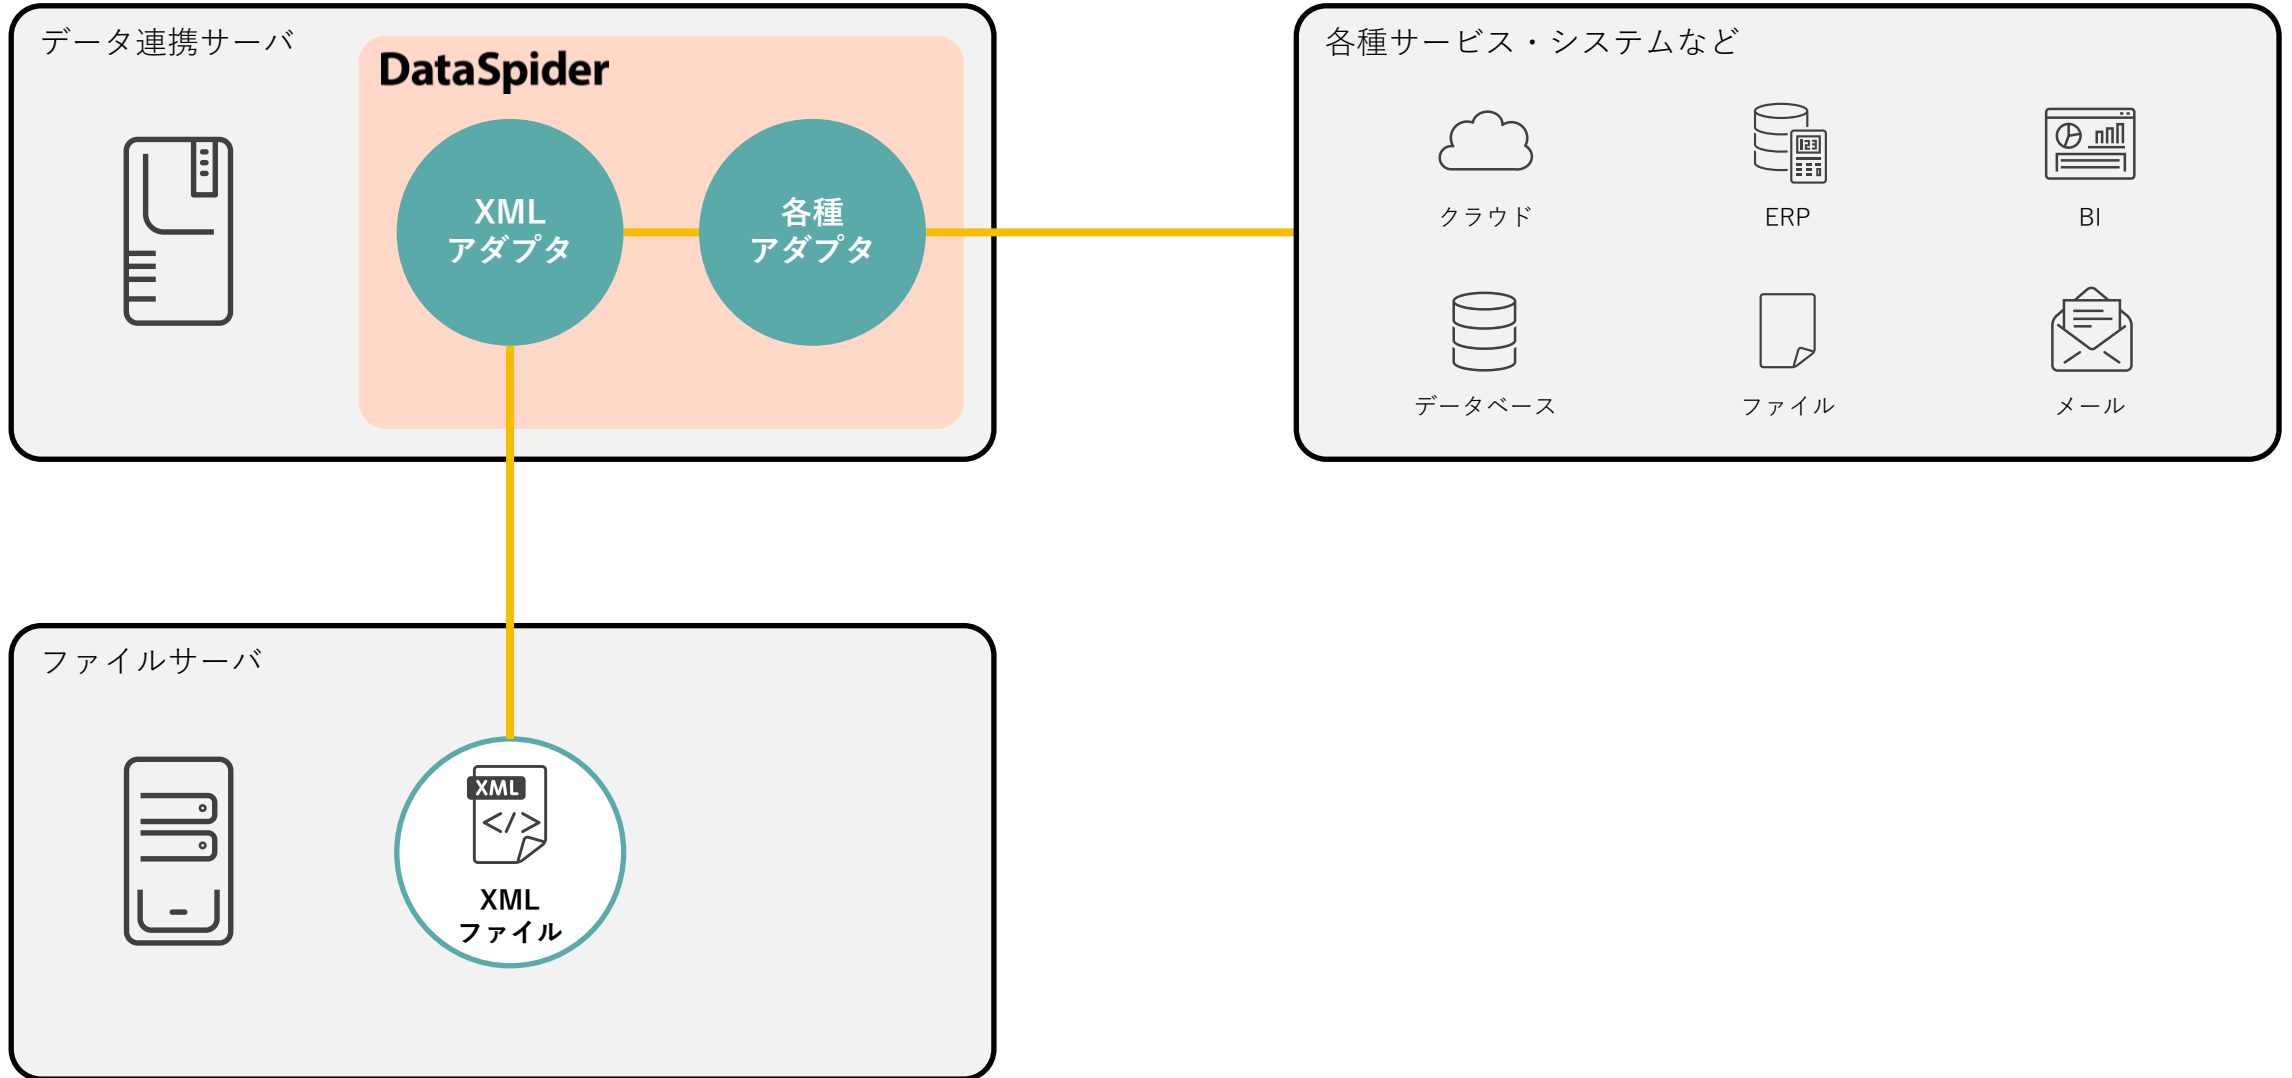 データ連携サーバ
DataSpider
XML
アダプタ
各種
アダプタ
各種サービス・システムなど
クラウド
123
ERP
BI
データベース
ファイル
メール
ファイルサーバ
XML
</>
XML
ファイル